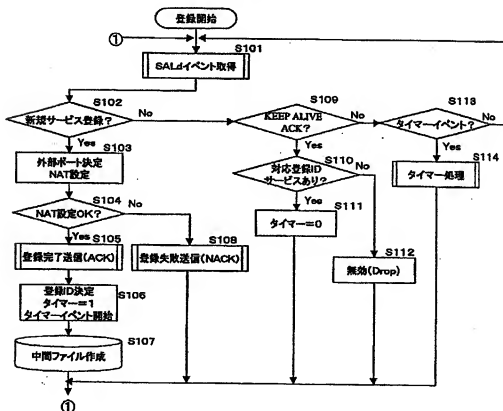 登録開始
①
S101
SALdイベント取得
S102
新規サービス登録？
No
Yes
S103
外部ポート決定
NAT設定
S104
NAT設定OK？
No
Yes
S105
登録完了送信(ACK)
S108
登録失敗送信(NACK)
登録ID決定
タイマー＝1
タイマーイベント開始
S106
S107
中間ファイル作成
①
S109
KEEP ALIVE
ACK？
No
Yes
S110
対応登録ID
サービスあり？
No
Yes
S111
タイマー＝0
S112
無効(Drop)
S113
タイマーイベント？
No
Yes
S114
タイマー処理